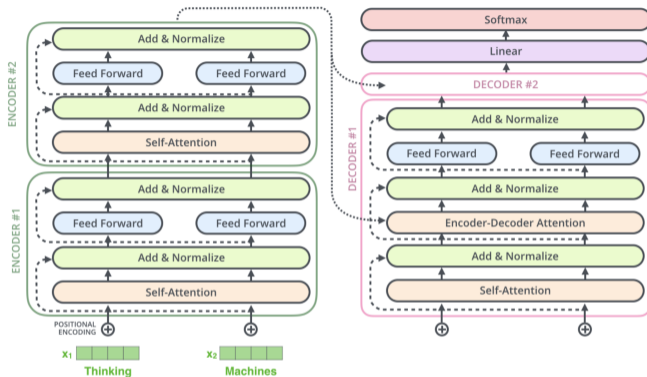 ENCODER #2
Add & Normalize
Feed Forward
Feed Forward
Add & Normalize
Self-Attention
ENCODER #1
Add & Normalize
Feed Forward
Feed Forward
Add & Normalize
Self-Attention
POSITIONAL
ENCODING
x₁
x₂
Thinking
Machines
Softmax
Linear
DECODER #2
DECODER #1
Add & Normalize
Feed Forward
Feed Forward
Add & Normalize
Encoder-Decoder Attention
Add & Normalize
Self-Attention